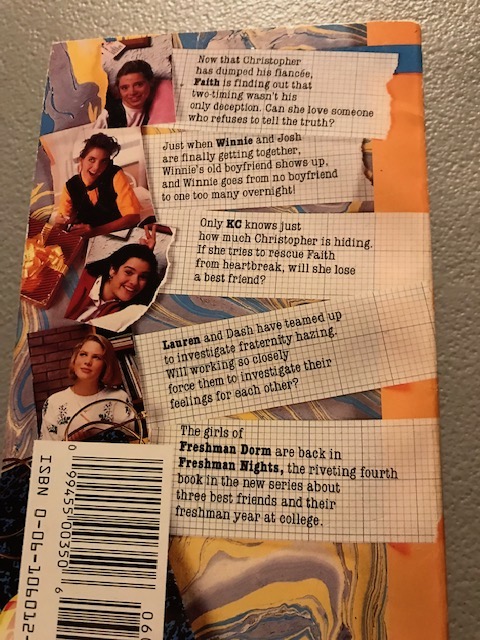 Now that Christopher
has dumped his fiancée,
Faith is finding out that
two-timing wasn't his
only deception. Can she love someone
who refuses to tell the truth?
Just when Winnie and Josh
are finally getting together,
Winnie's old boyfriend shows up,
and Winnie goes from no boyfriend
to one too many overnight!
Only KC knows just
how much Christopher is hiding.
If she tries to rescue Faith
from heartbreak, will she lose
a best friend?
Lauren and Dash have teamed up
to investigate fraternity hazing.
Will working so closely
force them to investigate their
feelings for each other?
The girls of
Freshman Dorm are back in
Freshman Nights, the riveting fourth
book in the new series about
three best friends and their
freshman year at college.
ISBN 0-06-106012-
0 99455 00350 6